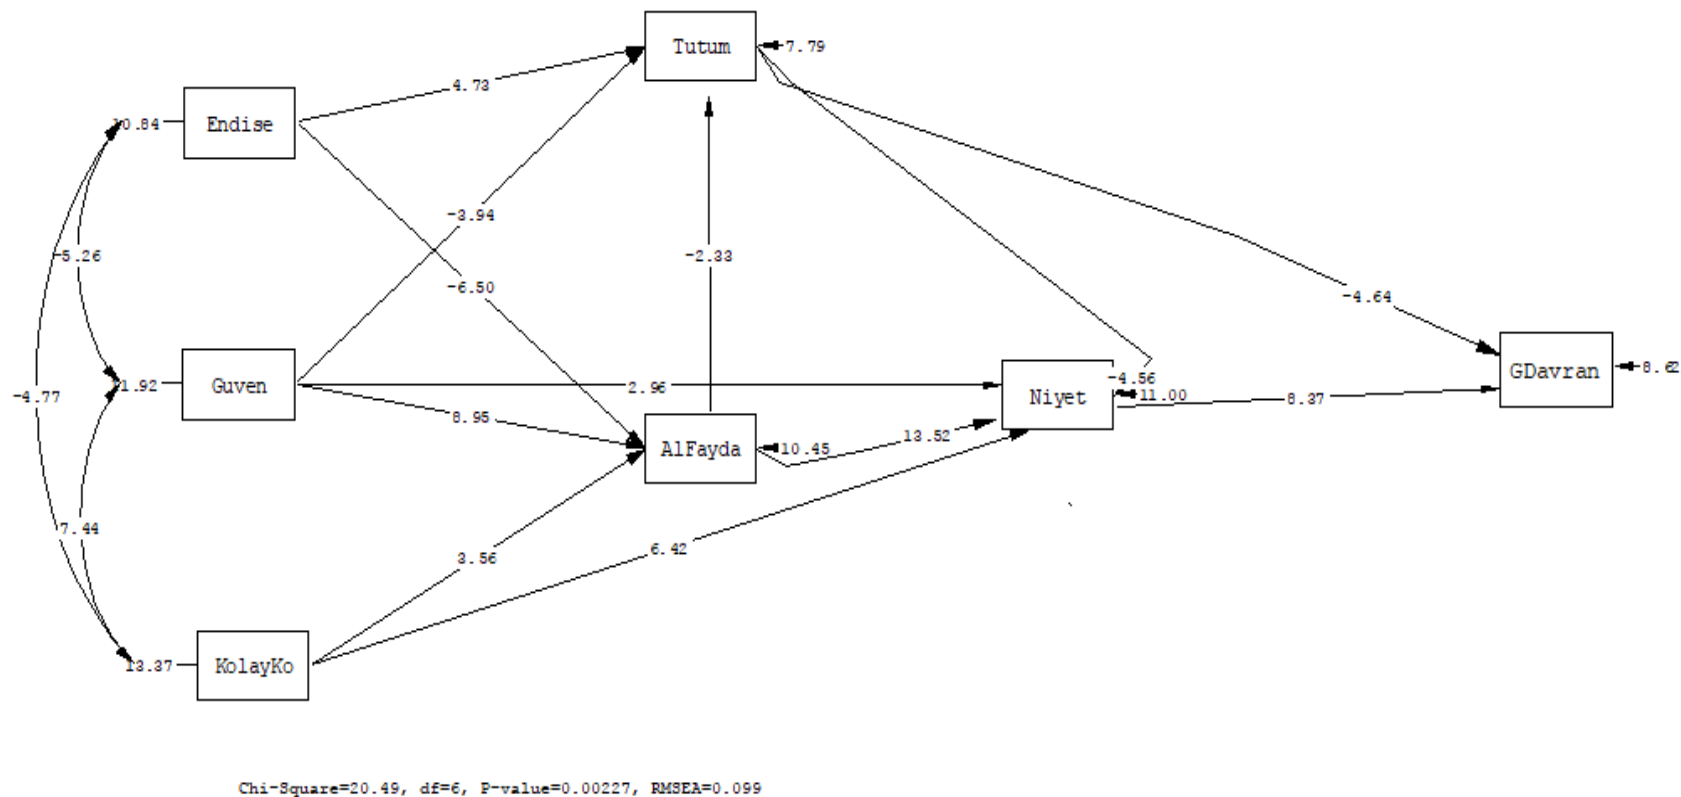 Tutum
7.79
4.73
10.84
Endise
-3.94
-5.26
-2.33
-6.50
-4.64
11.92
Guven
2.96
-4.56
GDavran
8.62
-4.77
8.95
Niyet
11.00
8.37
AlFayda
10.45
13.52
7.44
3.56
6.42
13.37
KolayKo
Chi-Square=20.49, df=6, P-value=0.00227, RMSEA=0.099